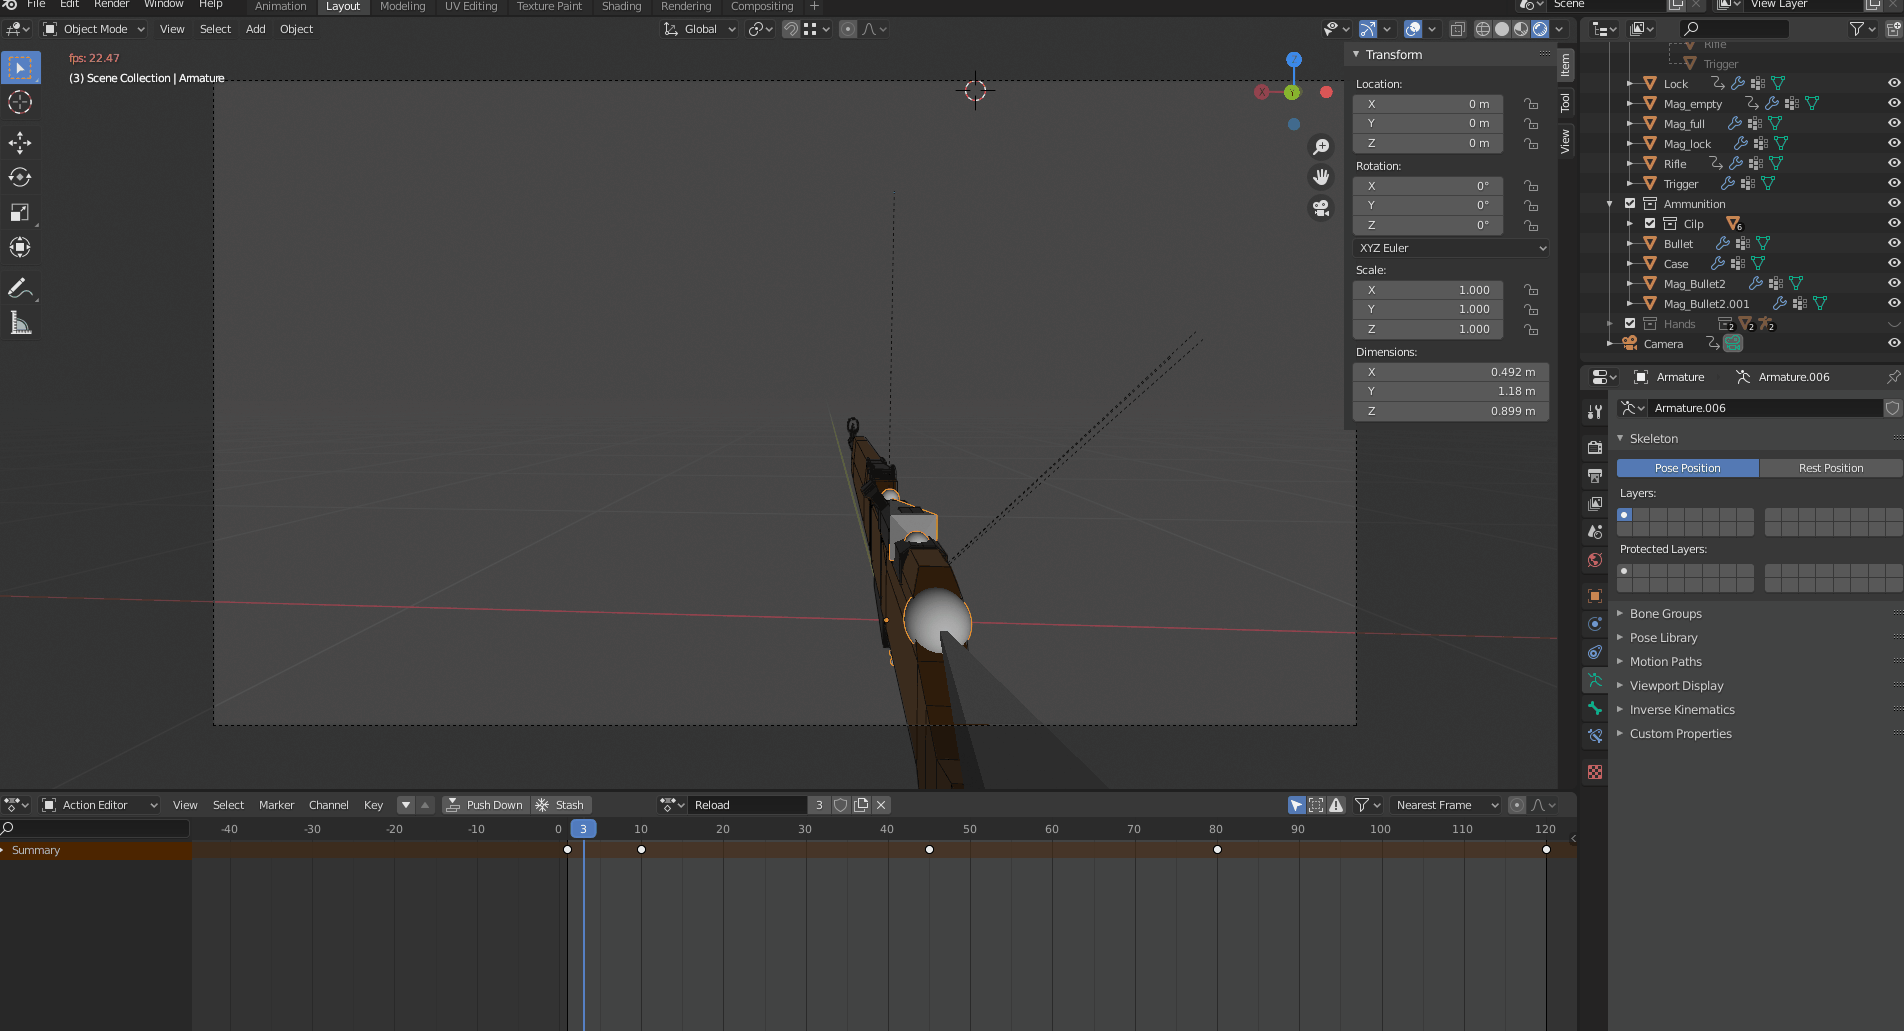 File Edit Render Window Help Animation Layout Modeling UV Editing Texture Paint Shading Rendering Compositing + Scene View Layer
Object Mode View Select Add Object Global
fps: 22.47
(3) Scene Collection | Armature
Z
X
Y
Transform
Location:
X 0 m
Y 0 m
Z 0 m
Rotation:
X 0°
Y 0°
Z 0°
XYZ Euler
Scale:
X 1.000
Y 1.000
Z 1.000
Dimensions:
X 0.492 m
Y 1.18 m
Z 0.899 m
Item
Tool
View
Rifle
Trigger
Lock
Mag_empty
Mag_full
Mag_lock
Rifle
Trigger
Ammunition
Cilp 6
Bullet
Case
Mag_Bullet2
Mag_Bullet2.001
Hands 2 2 2
Camera
Armature Armature.006
Armature.006
Skeleton
Pose Position Rest Position
Layers:
Protected Layers:
Bone Groups
Pose Library
Motion Paths
Viewport Display
Inverse Kinematics
Custom Properties
Action Editor View Select Marker Channel Key Push Down Stash Reload 3 Nearest Frame
-40 -30 -20 -10 0 3 10 20 30 40 50 60 70 80 90 100 110 120
Summary